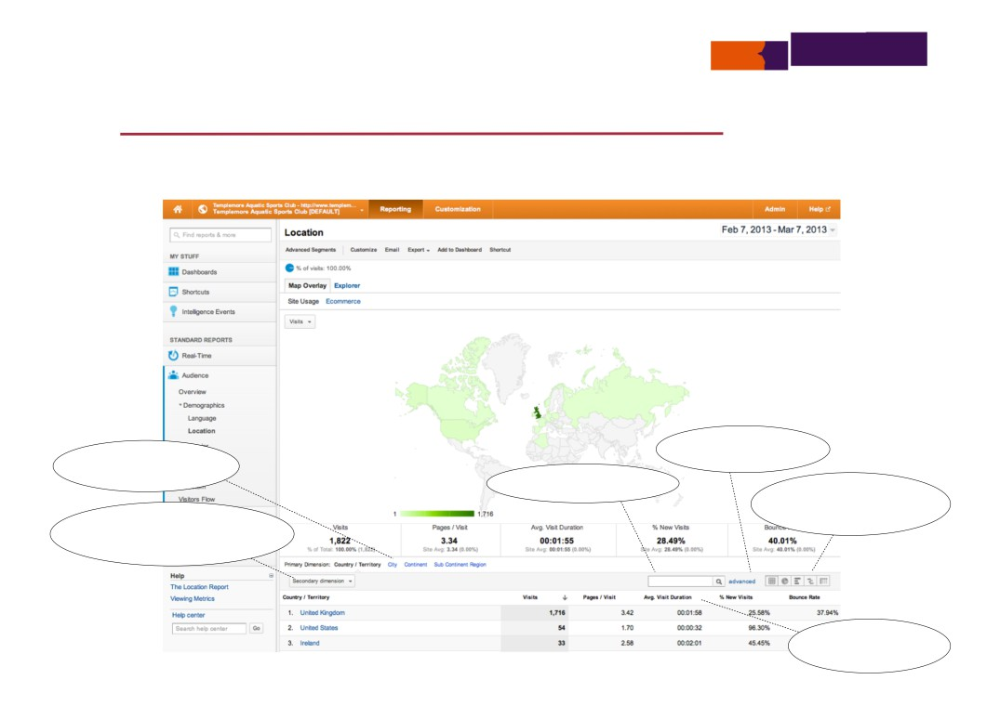 Templemore Aquatic Sports Club - http://www.templem...
Templemore Aquatic Sports Club [DEFAULT]
Reporting
Customization
Admin
Help
Find reports & more
Location
Feb 7, 2013 - Mar 7, 2013
Advanced Segments Customize Email Export Add to Dashboard Shortcut
MY STUFF
% of visits: 100.00%
Dashboards
Map Overlay Explorer
Shortcuts
Site Usage Ecommerce
Intelligence Events
Visits
STANDARD REPORTS
Real-Time
Audience
Overview
Demographics
Language
Location
Visitors Flow
1 1,716
Visits Pages / Visit Avg. Visit Duration % New Visits
1,822 3.34 00:01:55 28.49% 40.01%
% of Total: 100.00% (1,822) Site Avg: 3.34 (0.00%) Site Avg: 00:01:55 (0.00%) Site Avg: 28.49% (0.00%) Site Avg: 40.01% (0.00%)
Primary Dimension: Country / Territory City Continent Sub Continent Region
Help
Secondary dimension
advanced
The Location Report
Viewing Metrics
Country / Territory Visits Pages / Visit Avg. Visit Duration % New Visits Bounce Rate
Help center
1. United Kingdom 1,716 3.42 00:01:58 25.58% 37.94%
Search help center Go
2. United States 54 1.70 00:00:32 96.30%
3. Ireland 33 2.58 00:02:01 45.45%